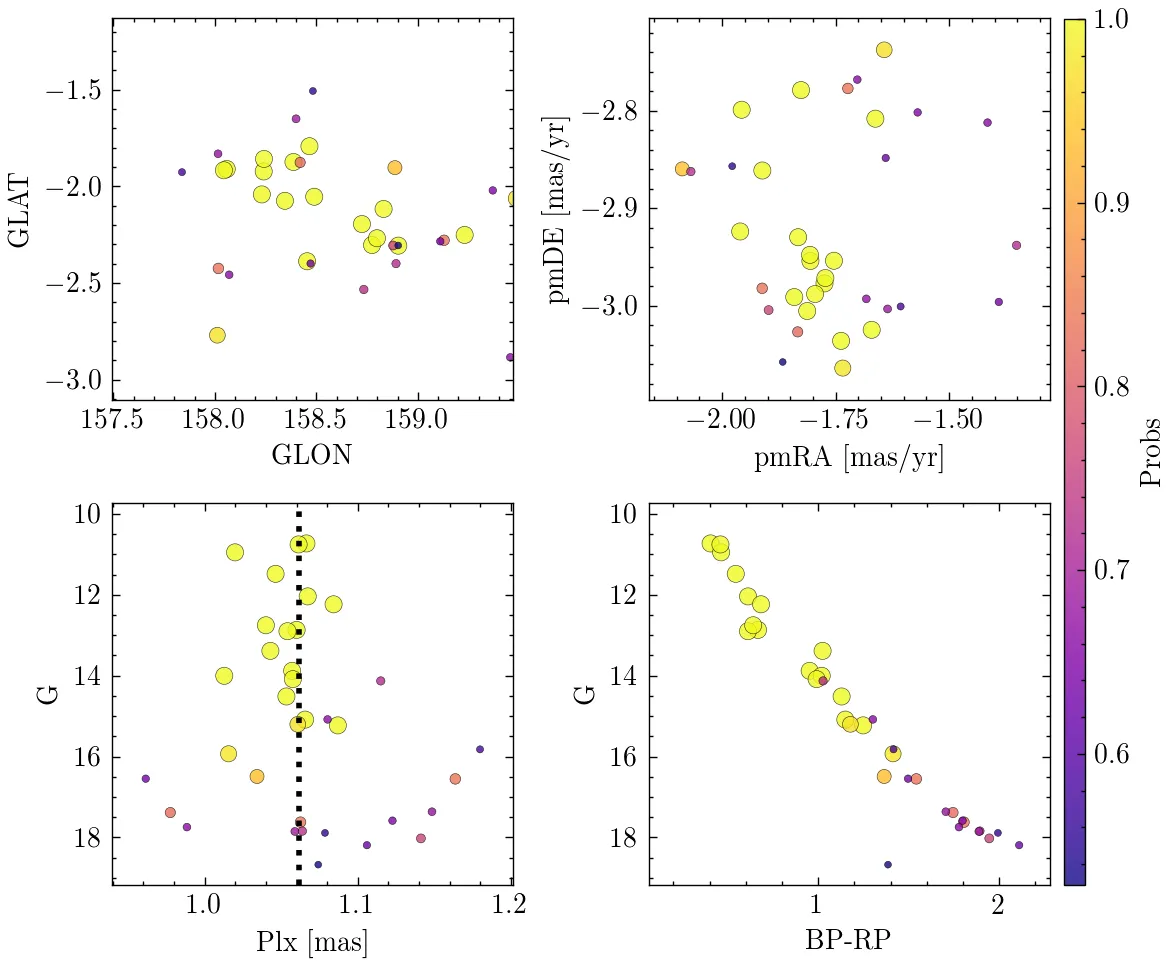 −1.5
−2.0
−2.5
−3.0
GLAT
157.5 158.0 158.5 159.0
GLON
−2.8
−2.9
−3.0
pmDE [mas/yr]
−2.00 −1.75 −1.50
pmRA [mas/yr]
10
12
14
16
18
G
1.0 1.1 1.2
Plx [mas]
10
12
14
16
18
G
1 2
BP-RP
1.0
0.9
0.8
0.7
0.6
Probs